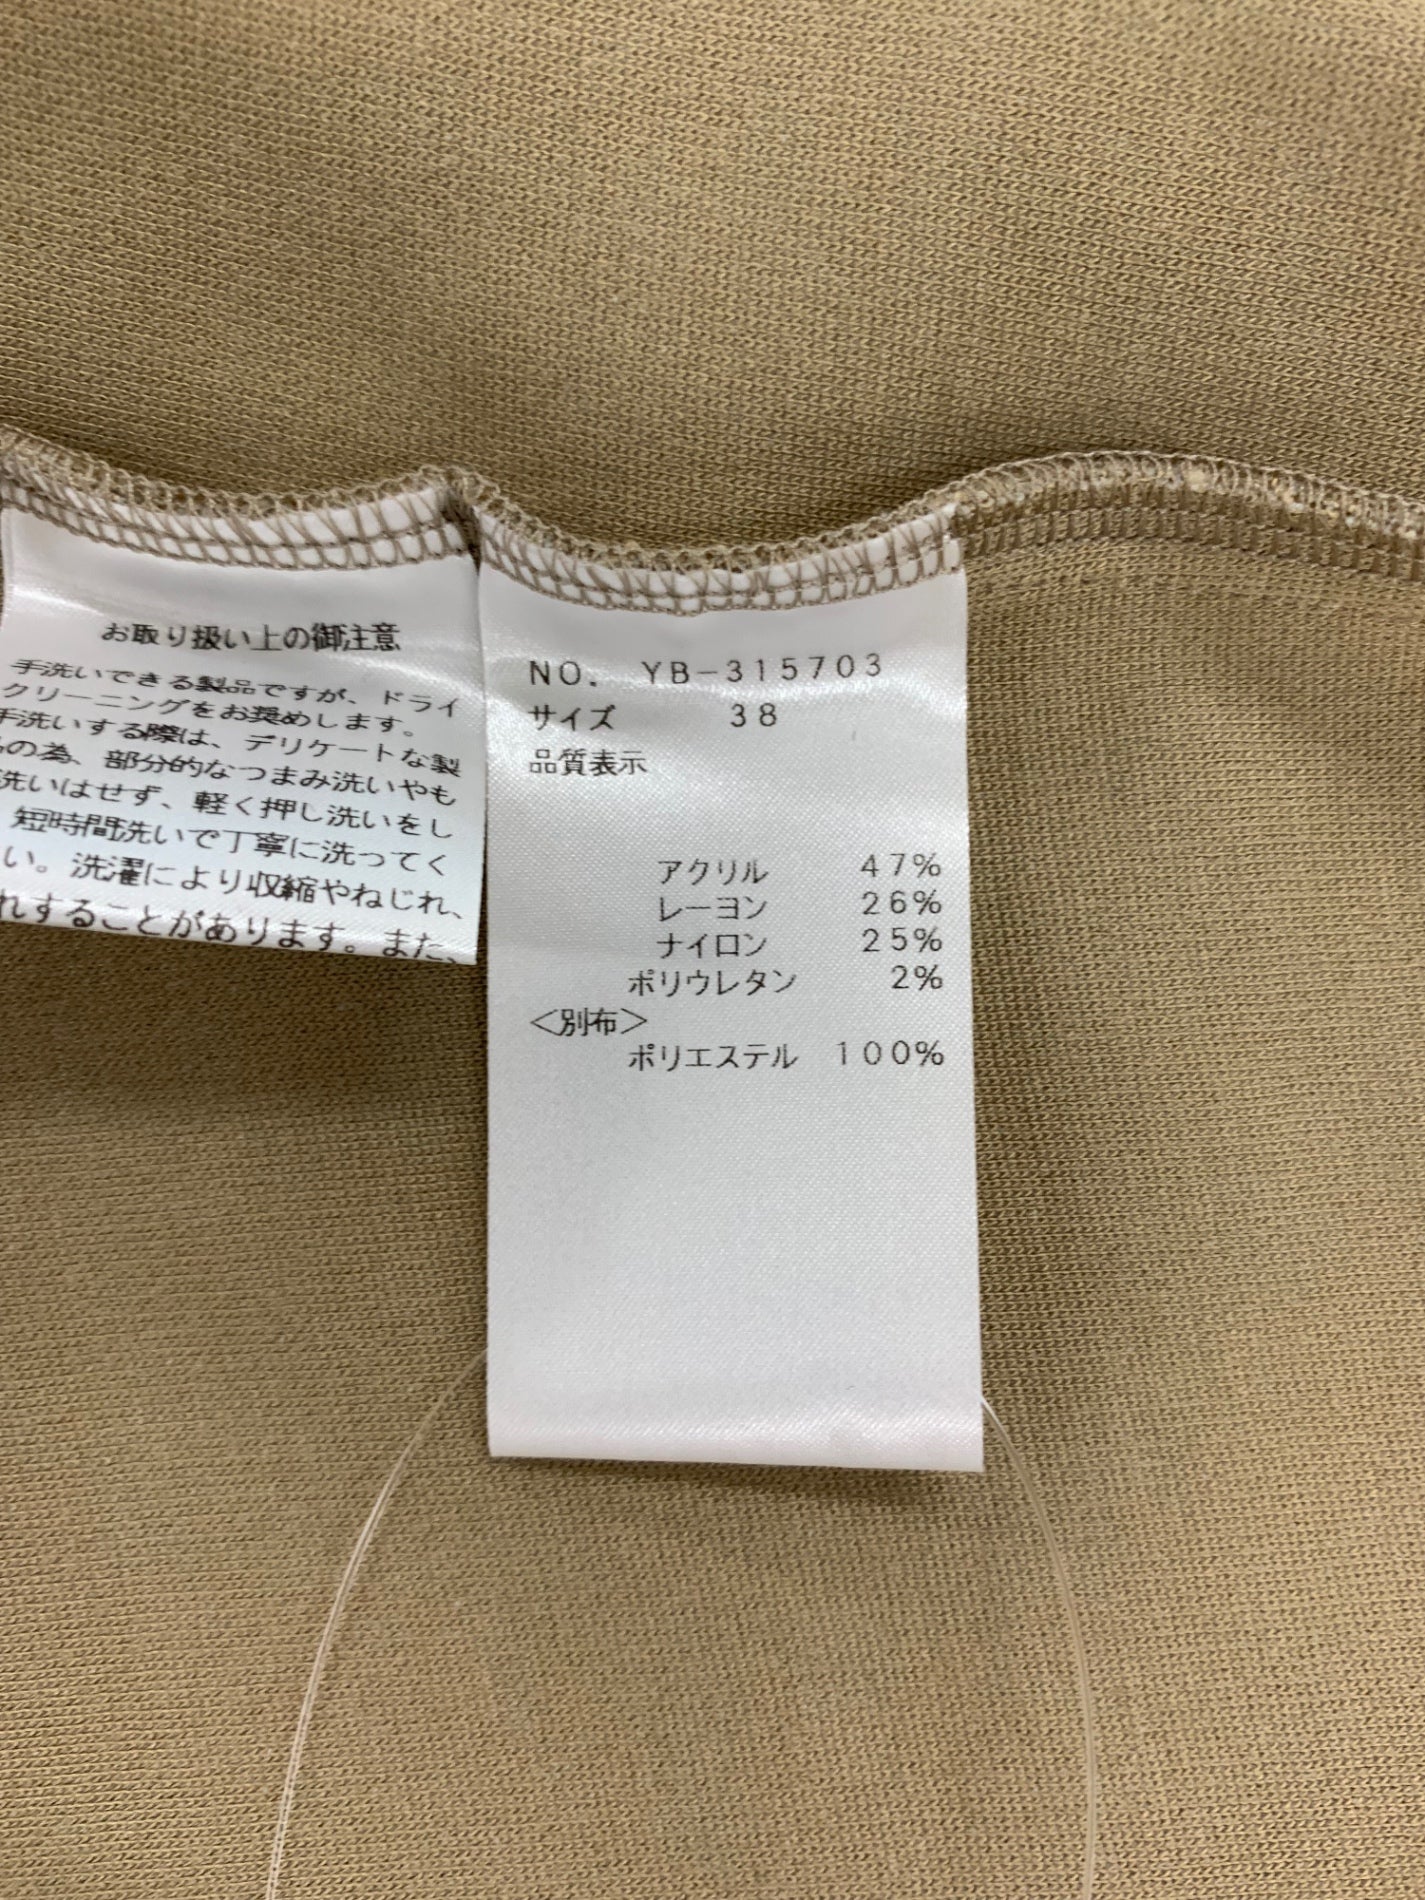 お取り扱い上の御注意
手洗いできる製品ですが、ドライ
クリーニングをお奨めします。
手洗いする際は、デリケートな製
の為、部分的なつまみ洗いやも
洗いはせず、軽く押し洗いをし
短時間洗いで丁寧に洗ってく
い。洗濯により収縮やねじれ、
れすることがあります。また、
NO. YB-315703
サイズ 38
品質表示
アクリル 47%
レーヨン 26%
ナイロン 25%
ポリウレタン 2%
<別布>
ポリエステル 100%